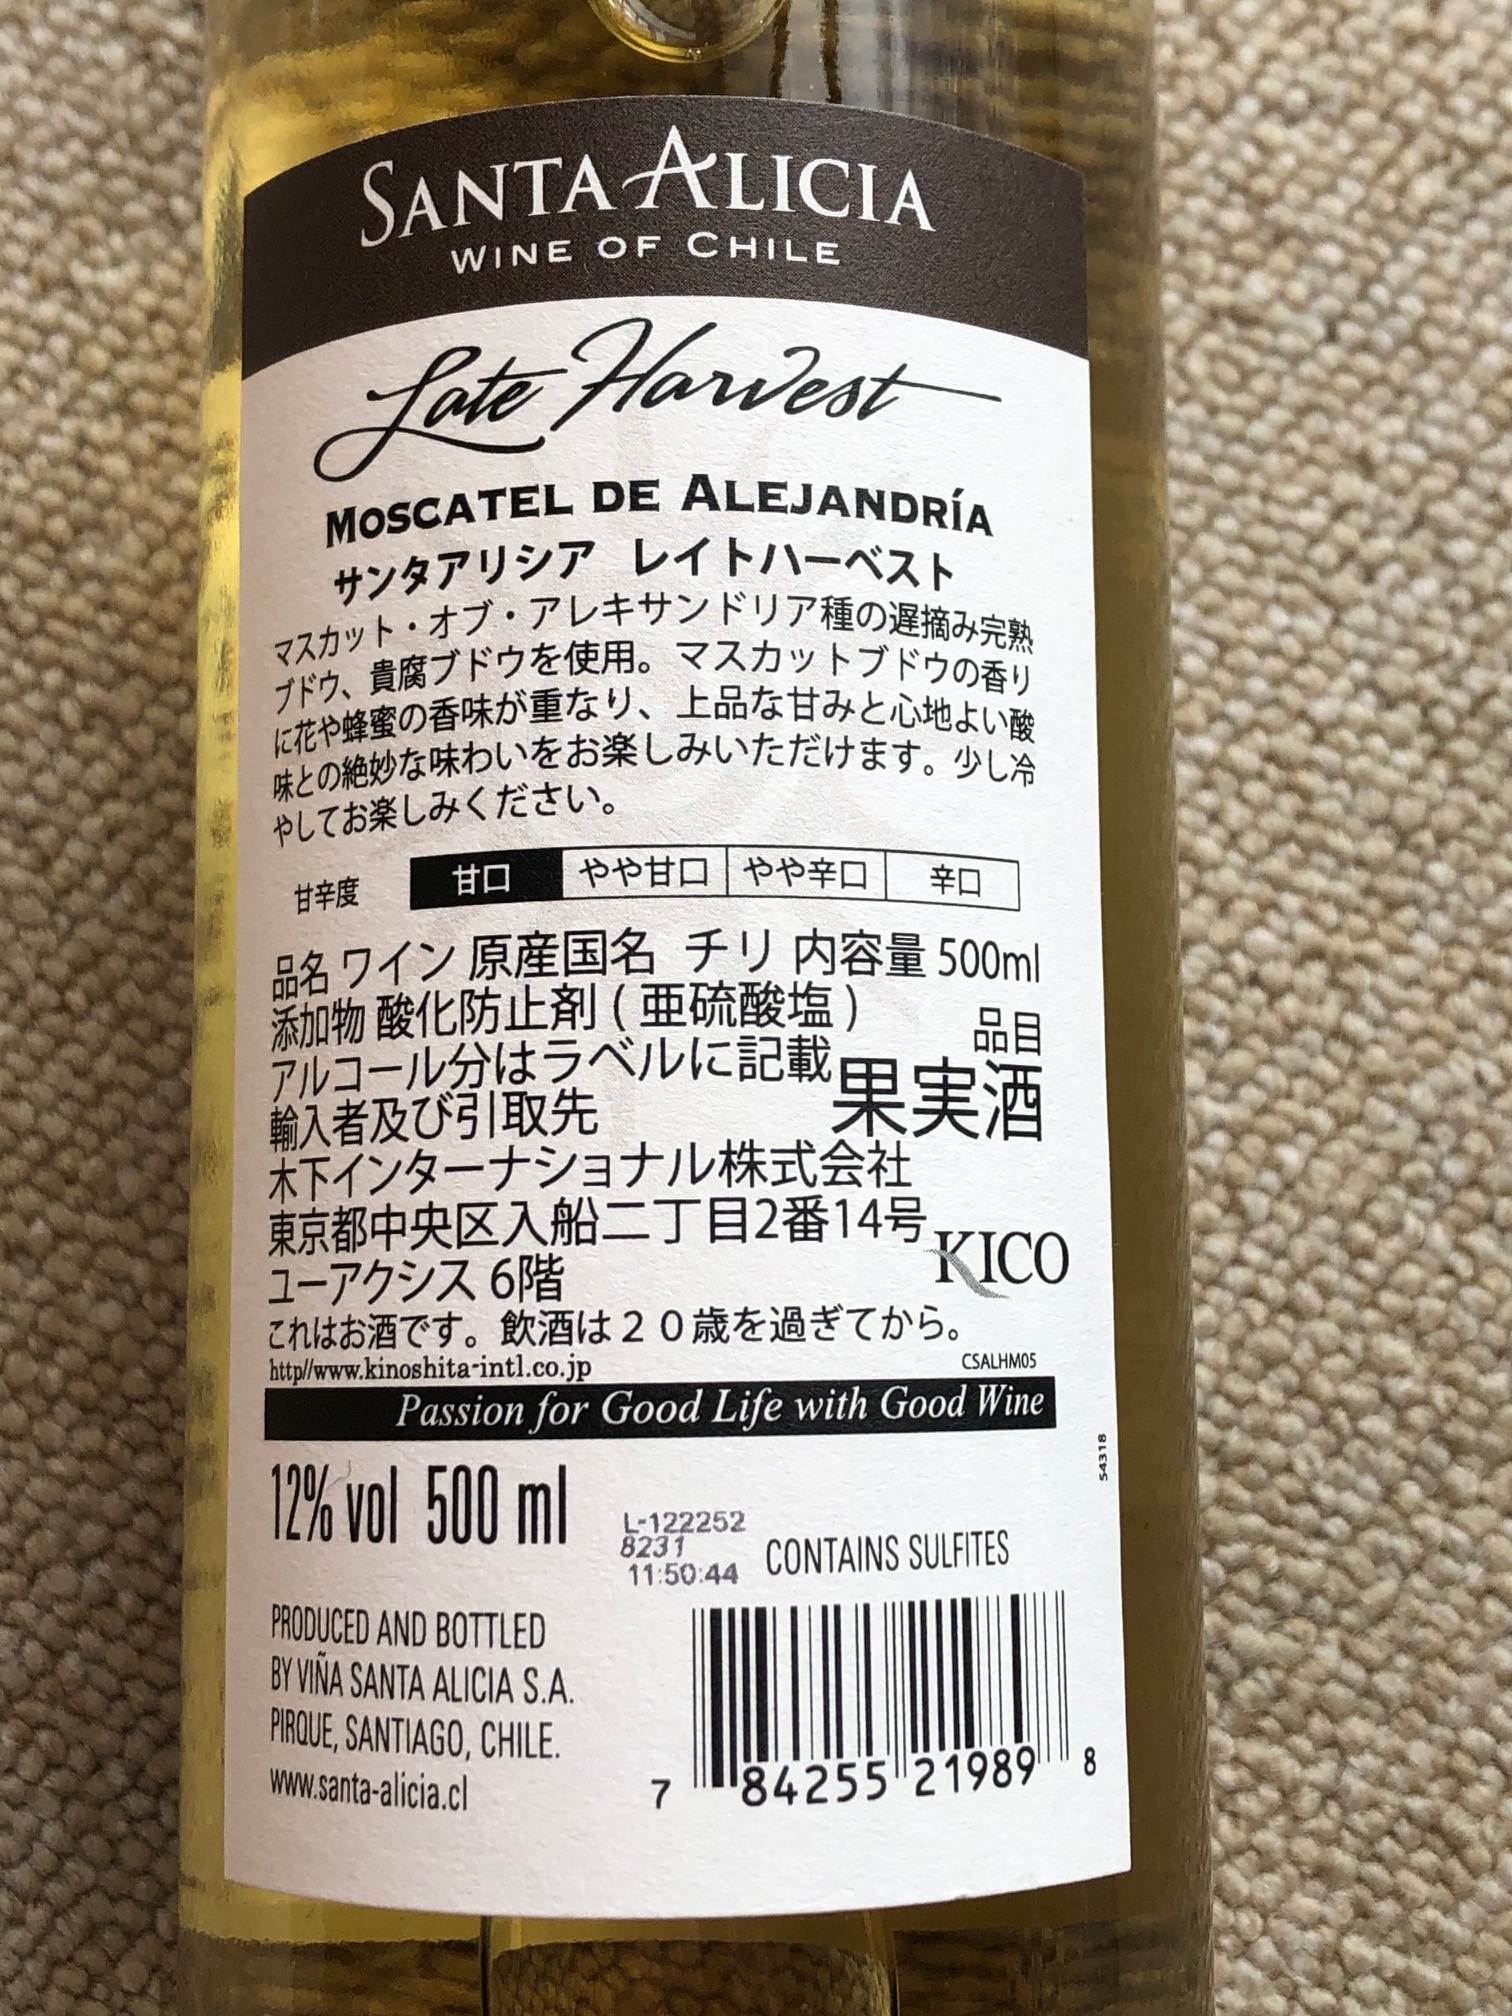 SANTA ALICIA
WINE OF CHILE
Late Harvest
MOSCATEL DE ALEJANDRÍA
サンタアリシア レイトハーベスト
マスカット・オブ・アレキサンドリア種の遅摘み完熟
ブドウ、貴腐ブドウを使用。マスカットブドウの香り
に花や蜂蜜の香味が重なり、上品な甘みと心地よい酸
味との絶妙な味わいをお楽しみいただけます。少し冷
やしてお楽しみください。
甘辛度 甘口 やや甘口 やや辛口 辛口
品名 ワイン 原産国名 チリ 内容量 500ml
添加物 酸化防止剤 ( 亜硫酸塩 )
品目
アルコール分はラベルに記載
果実酒
輸入者及び引取先
木下インターナショナル株式会社
東京都中央区入船二丁目2番14号
ユーアクシス 6階
KICO
これはお酒です。飲酒は２０歳を過ぎてから。
http//www.kinoshita-intl.co.jp
CSALHM05
Passion for Good Life with Good Wine
54318
12% vol 500 ml
L-122252
8231
11:50:44
CONTAINS SULFITES
PRODUCED AND BOTTLED
BY VIÑA SANTA ALICIA S.A.
PIRQUE, SANTIAGO, CHILE.
www.santa-alicia.cl
7 84255 21989 8